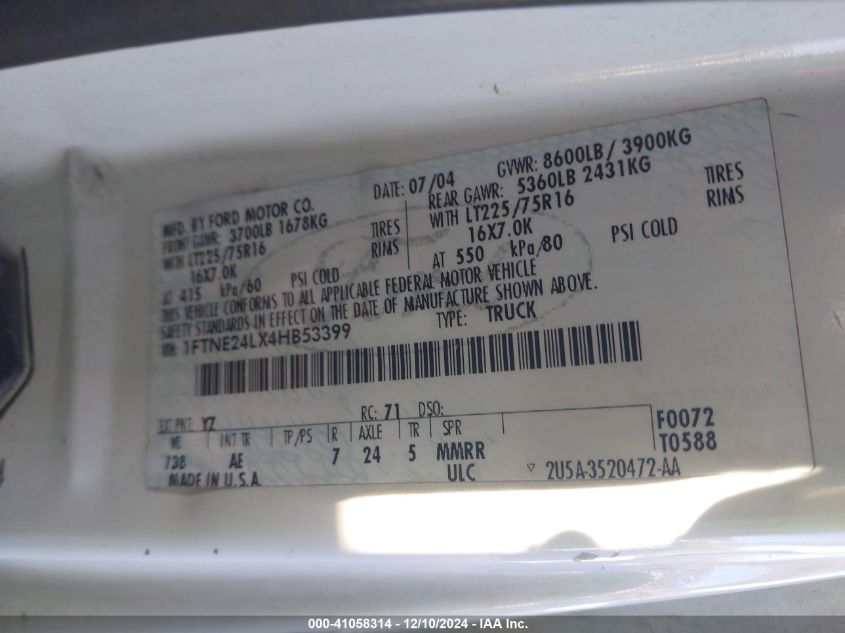 MFD. BY FORD MOTOR CO.
DATE: 07/04
GVWR: 8600LB / 3900KG
FRONT GAWR: 3700LB 1678KG
REAR GAWR: 5360LB 2431KG
WITH LT225/75R16 TIRES
WITH LT225/75R16 TIRES
16X7.0K RIMS
16X7.0K RIMS
AT 415 kPa/60 PSI COLD
AT 550 kPa/80 PSI COLD
THIS VEHICLE CONFORMS TO ALL APPLICABLE FEDERAL MOTOR VEHICLE
SAFETY STANDARDS IN EFFECT ON THE DATE OF MANUFACTURE SHOWN ABOVE.
VIN: 1FTNE24LX4HB53399
TYPE: TRUCK
EXT PNT: YZ RC: 71 DSO:
WB INT TR TP/PS R AXLE TR SPR
F0072
T0588
138 AE 7 24 5 MMRR
MADE IN U.S.A. ULC ▽ 2U5A-3520472-AA
000-41058314 - 12/10/2024 - IAA Inc.